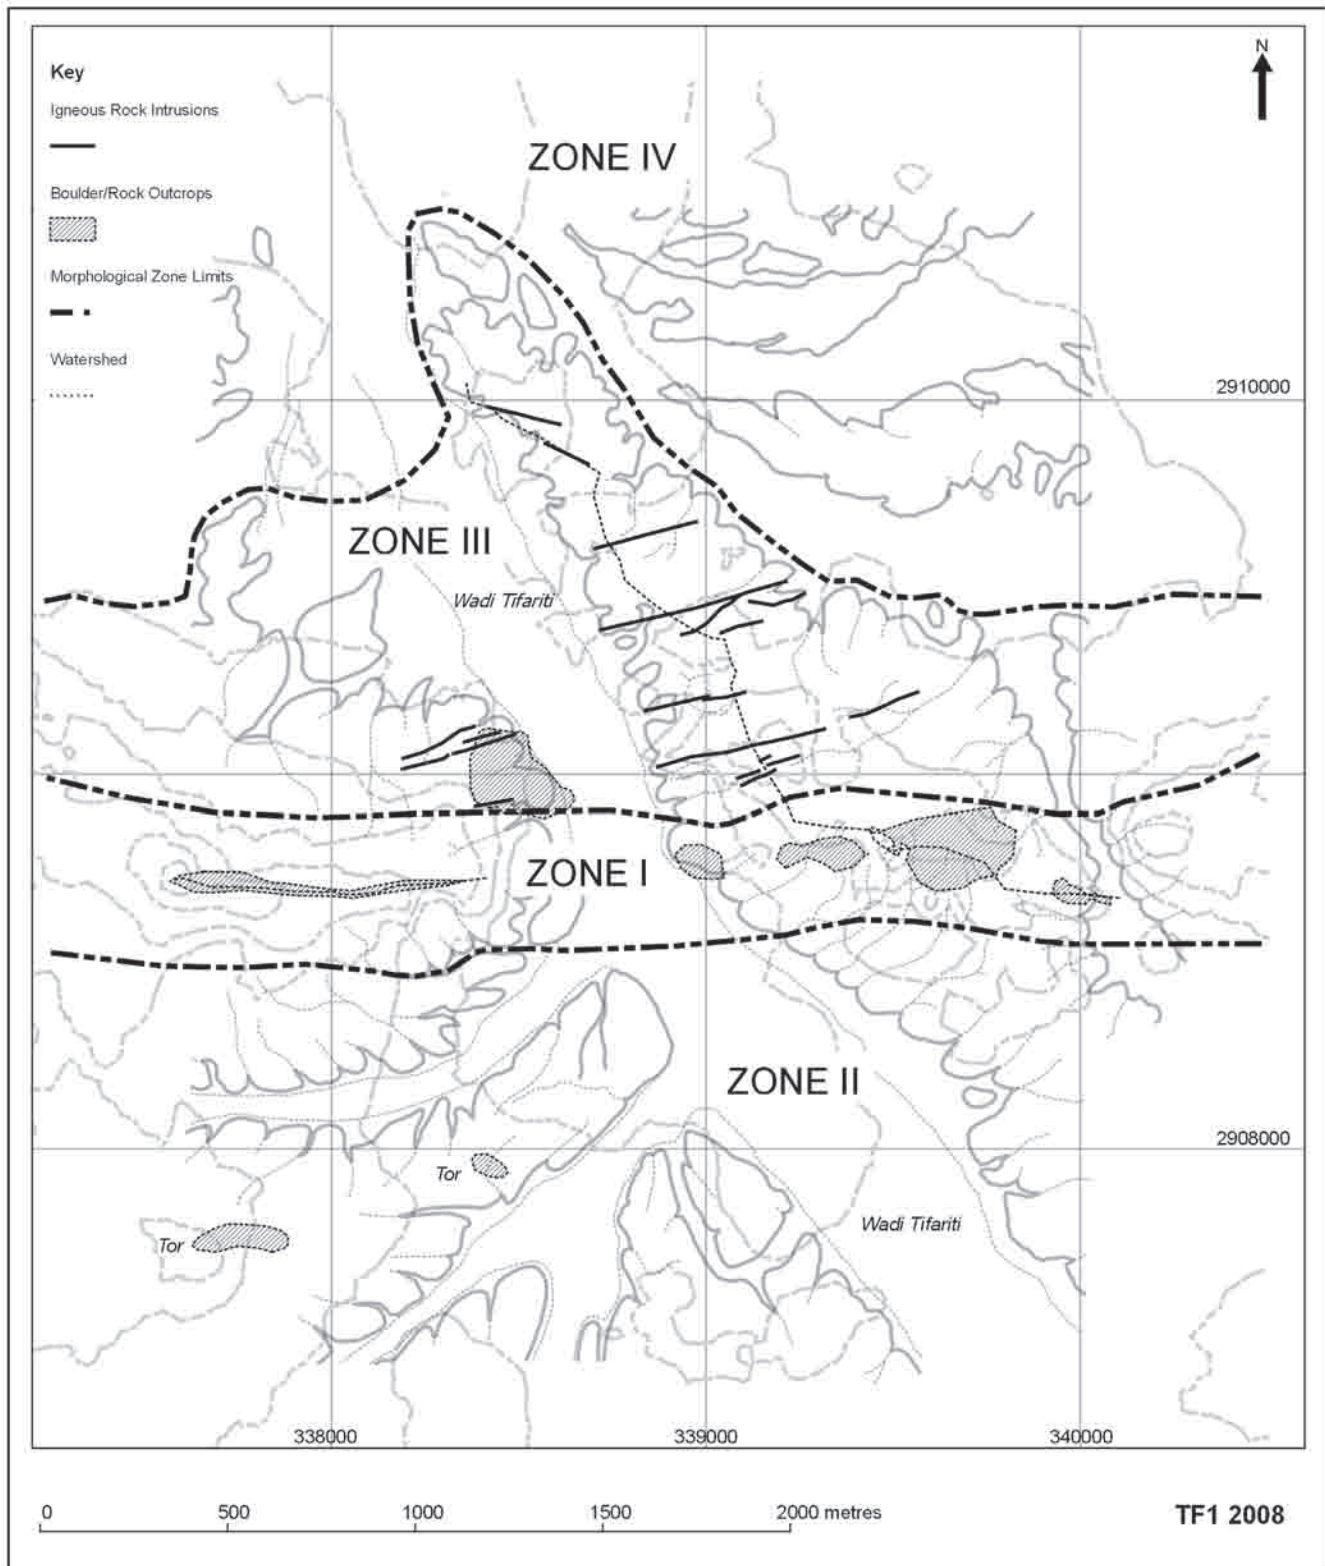 Key
Igneous Rock Intrusions
Boulder/Rock Outcrops
Morphological Zone Limits
Watershed
N
ZONE IV
2910000
ZONE III
Wadi Tifariti
ZONE I
ZONE II
2908000
Tor
Tor
Wadi Tifariti
338000 339000 340000
0 500 1000 1500 2000 metres
TF1 2008